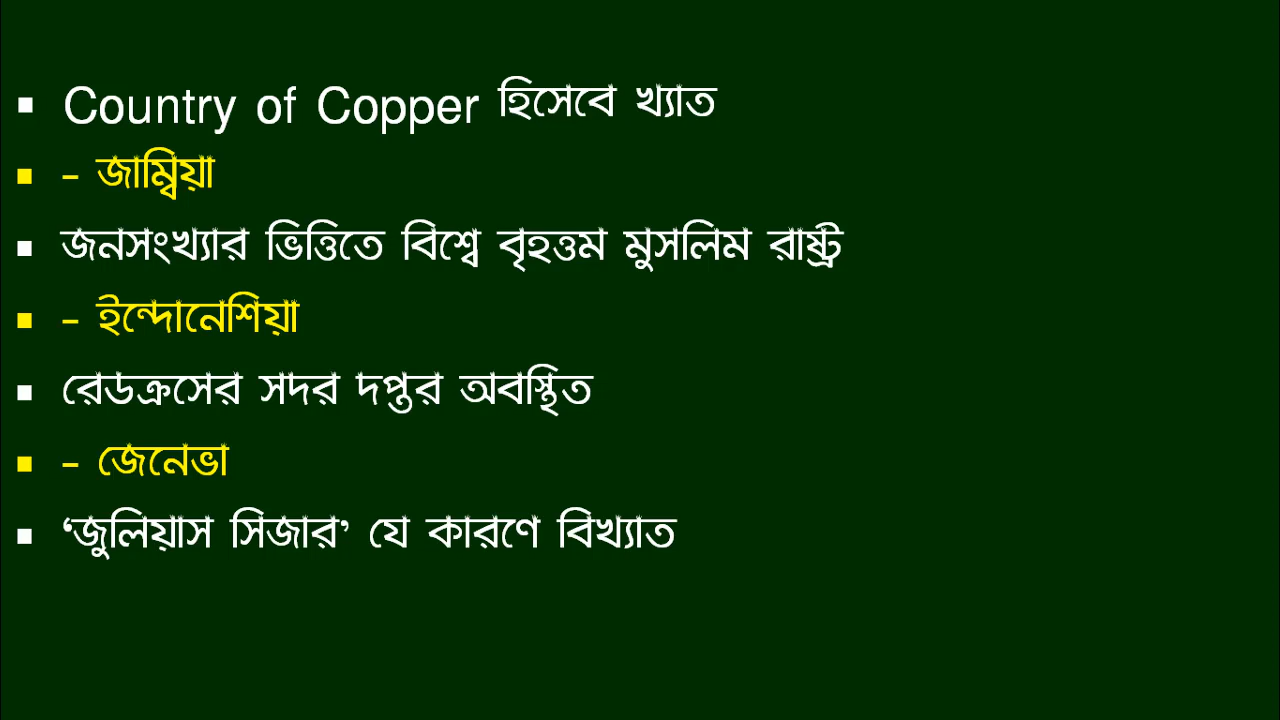 ▪ Country of Copper হিসেবে খ্যাত
▪ – জাম্বিয়া
▪ জনসংখ্যার ভিত্তিতে বিশ্বে বৃহত্তম মুসলিম রাষ্ট্র
▪ – ইন্দোনেশিয়া
▪ রেডক্রসের সদর দপ্তর অবস্থিত
▪ – জেনেভা
▪ ‘জুলিয়াস সিজার’ যে কারণে বিখ্যাত